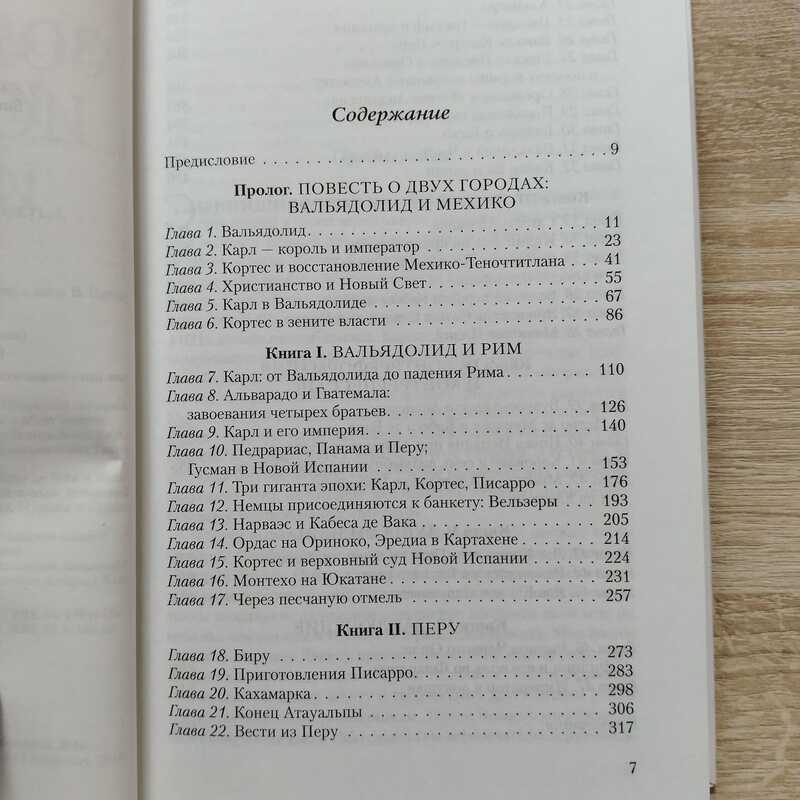 Содержание
Предисловие . . . . . . . . . . . . . . . . . . . . . . . . . . . . . . 9
Пролог. ПОВЕСТЬ О ДВУХ ГОРОДАХ:
ВАЛЬЯДОЛИД И МЕХИКО
Глава 1. Вальядолид. . . . . . . . . . . . . . . . . . . . . . . . . . 11
Глава 2. Карл — король и император . . . . . . . . . . . . . . . . 23
Глава 3. Кортес и восстановление Мехико-Теночтитлана . . . . 41
Глава 4. Христианство и Новый Свет. . . . . . . . . . . . . . . . 55
Глава 5. Карл в Вальядолиде . . . . . . . . . . . . . . . . . . . . 67
Глава 6. Кортес в зените власти . . . . . . . . . . . . . . . . . . 86
Книга I. ВАЛЬЯДОЛИД И РИМ
Глава 7. Карл: от Вальядолида до падения Рима. . . . . . . . . 110
Глава 8. Альварадо и Гватемала:
завоевания четырех братьев. . . . . . . . . . . . . . . . . . . . 126
Глава 9. Карл и его империя. . . . . . . . . . . . . . . . . . . . 140
Глава 10. Педрариас, Панама и Перу;
Гусман в Новой Испании . . . . . . . . . . . . . . . . . . . . . 153
Глава 11. Три гиганта эпохи: Карл, Кортес, Писарро . . . . . . 176
Глава 12. Немцы присоединяются к банкету: Вельзеры . . . . 193
Глава 13. Нарваэс и Кабеса де Вака . . . . . . . . . . . . . . . . 205
Глава 14. Ордас на Ориноко, Эредиа в Картахене . . . . . . . . 214
Глава 15. Кортес и верховный суд Новой Испании . . . . . . . 224
Глава 16. Монтехо на Юкатане . . . . . . . . . . . . . . . . . . . 231
Глава 17. Через песчаную отмель . . . . . . . . . . . . . . . . . 257
Книга II. ПЕРУ
Глава 18. Биру . . . . . . . . . . . . . . . . . . . . . . . . . . . . 273
Глава 19. Приготовления Писарро. . . . . . . . . . . . . . . . . 283
Глава 20. Кахамарка. . . . . . . . . . . . . . . . . . . . . . . . . 298
Глава 21. Конец Атауальпы . . . . . . . . . . . . . . . . . . . . . 306
Глава 22. Вести из Перу . . . . . . . . . . . . . . . . . . . . . . 317
7